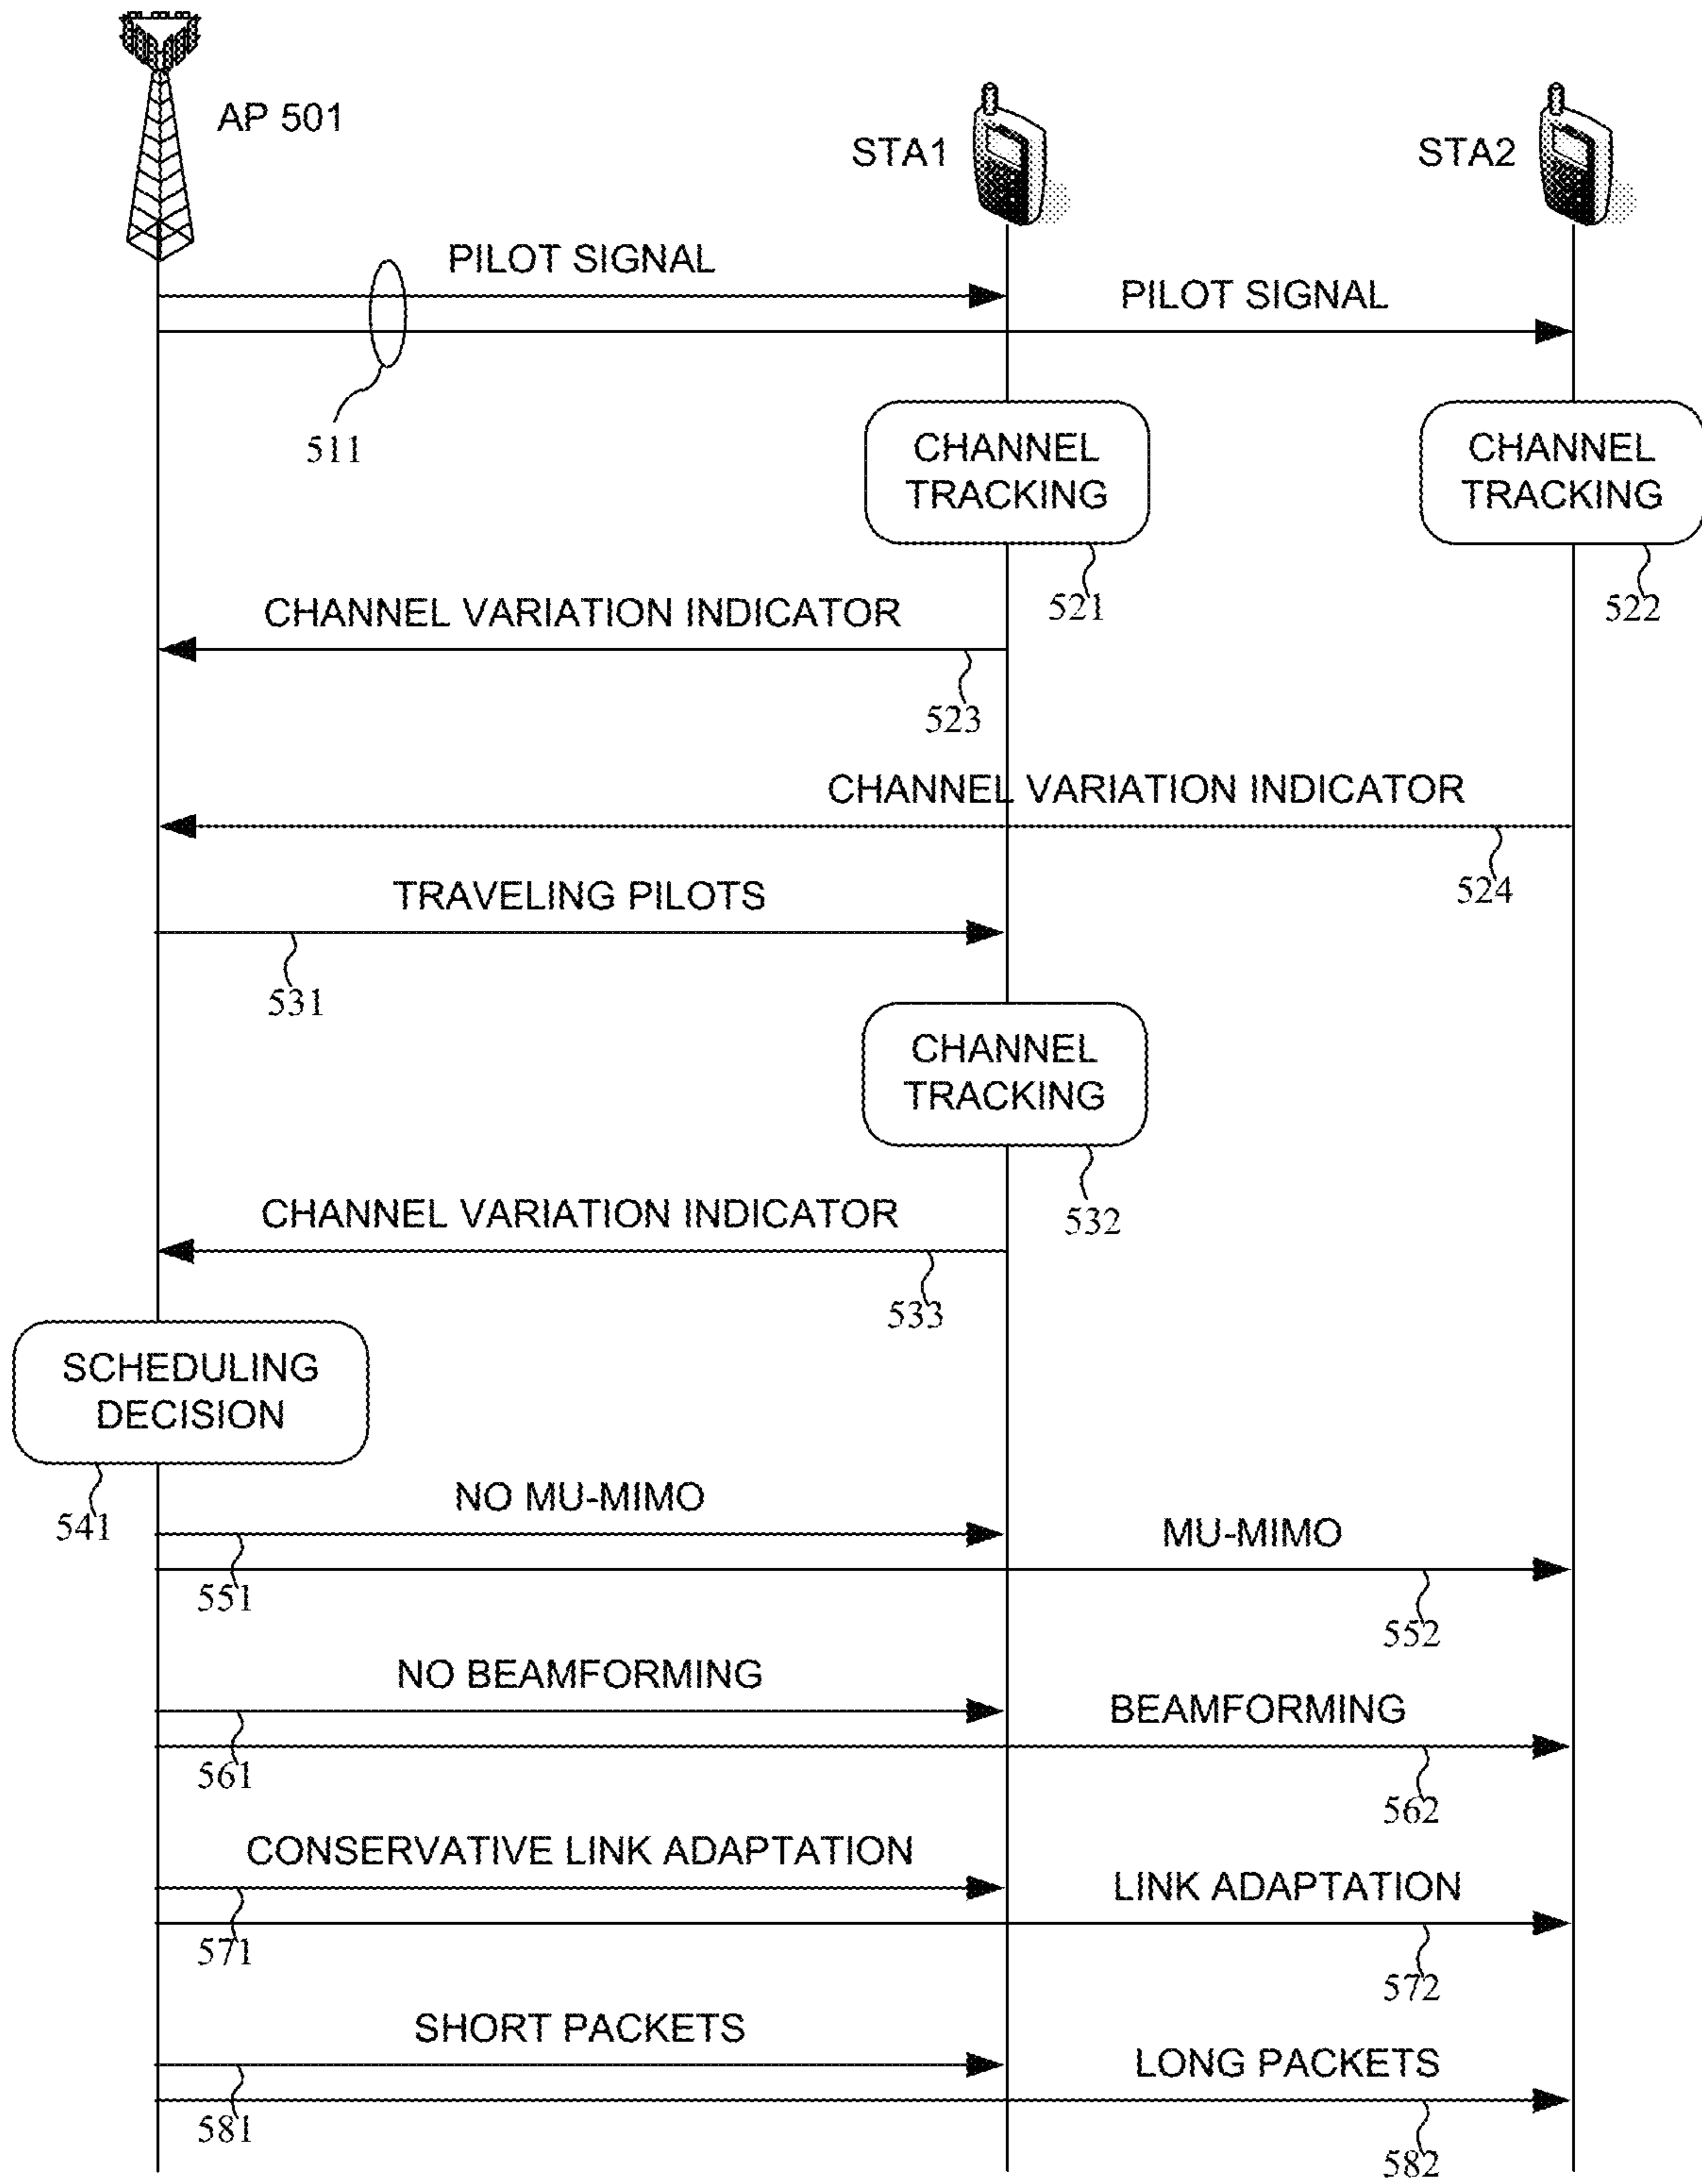 AP 501
STA1
STA2
PILOT SIGNAL
PILOT SIGNAL
511
CHANNEL
TRACKING
CHANNEL
TRACKING
521
522
CHANNEL VARIATION INDICATOR
523
CHANNEL VARIATION INDICATOR
524
TRAVELING PILOTS
531
CHANNEL
TRACKING
532
CHANNEL VARIATION INDICATOR
533
SCHEDULING
DECISION
541
NO MU-MIMO
MU-MIMO
551
552
NO BEAMFORMING
BEAMFORMING
561
562
CONSERVATIVE LINK ADAPTATION
LINK ADAPTATION
571
572
SHORT PACKETS
LONG PACKETS
581
582